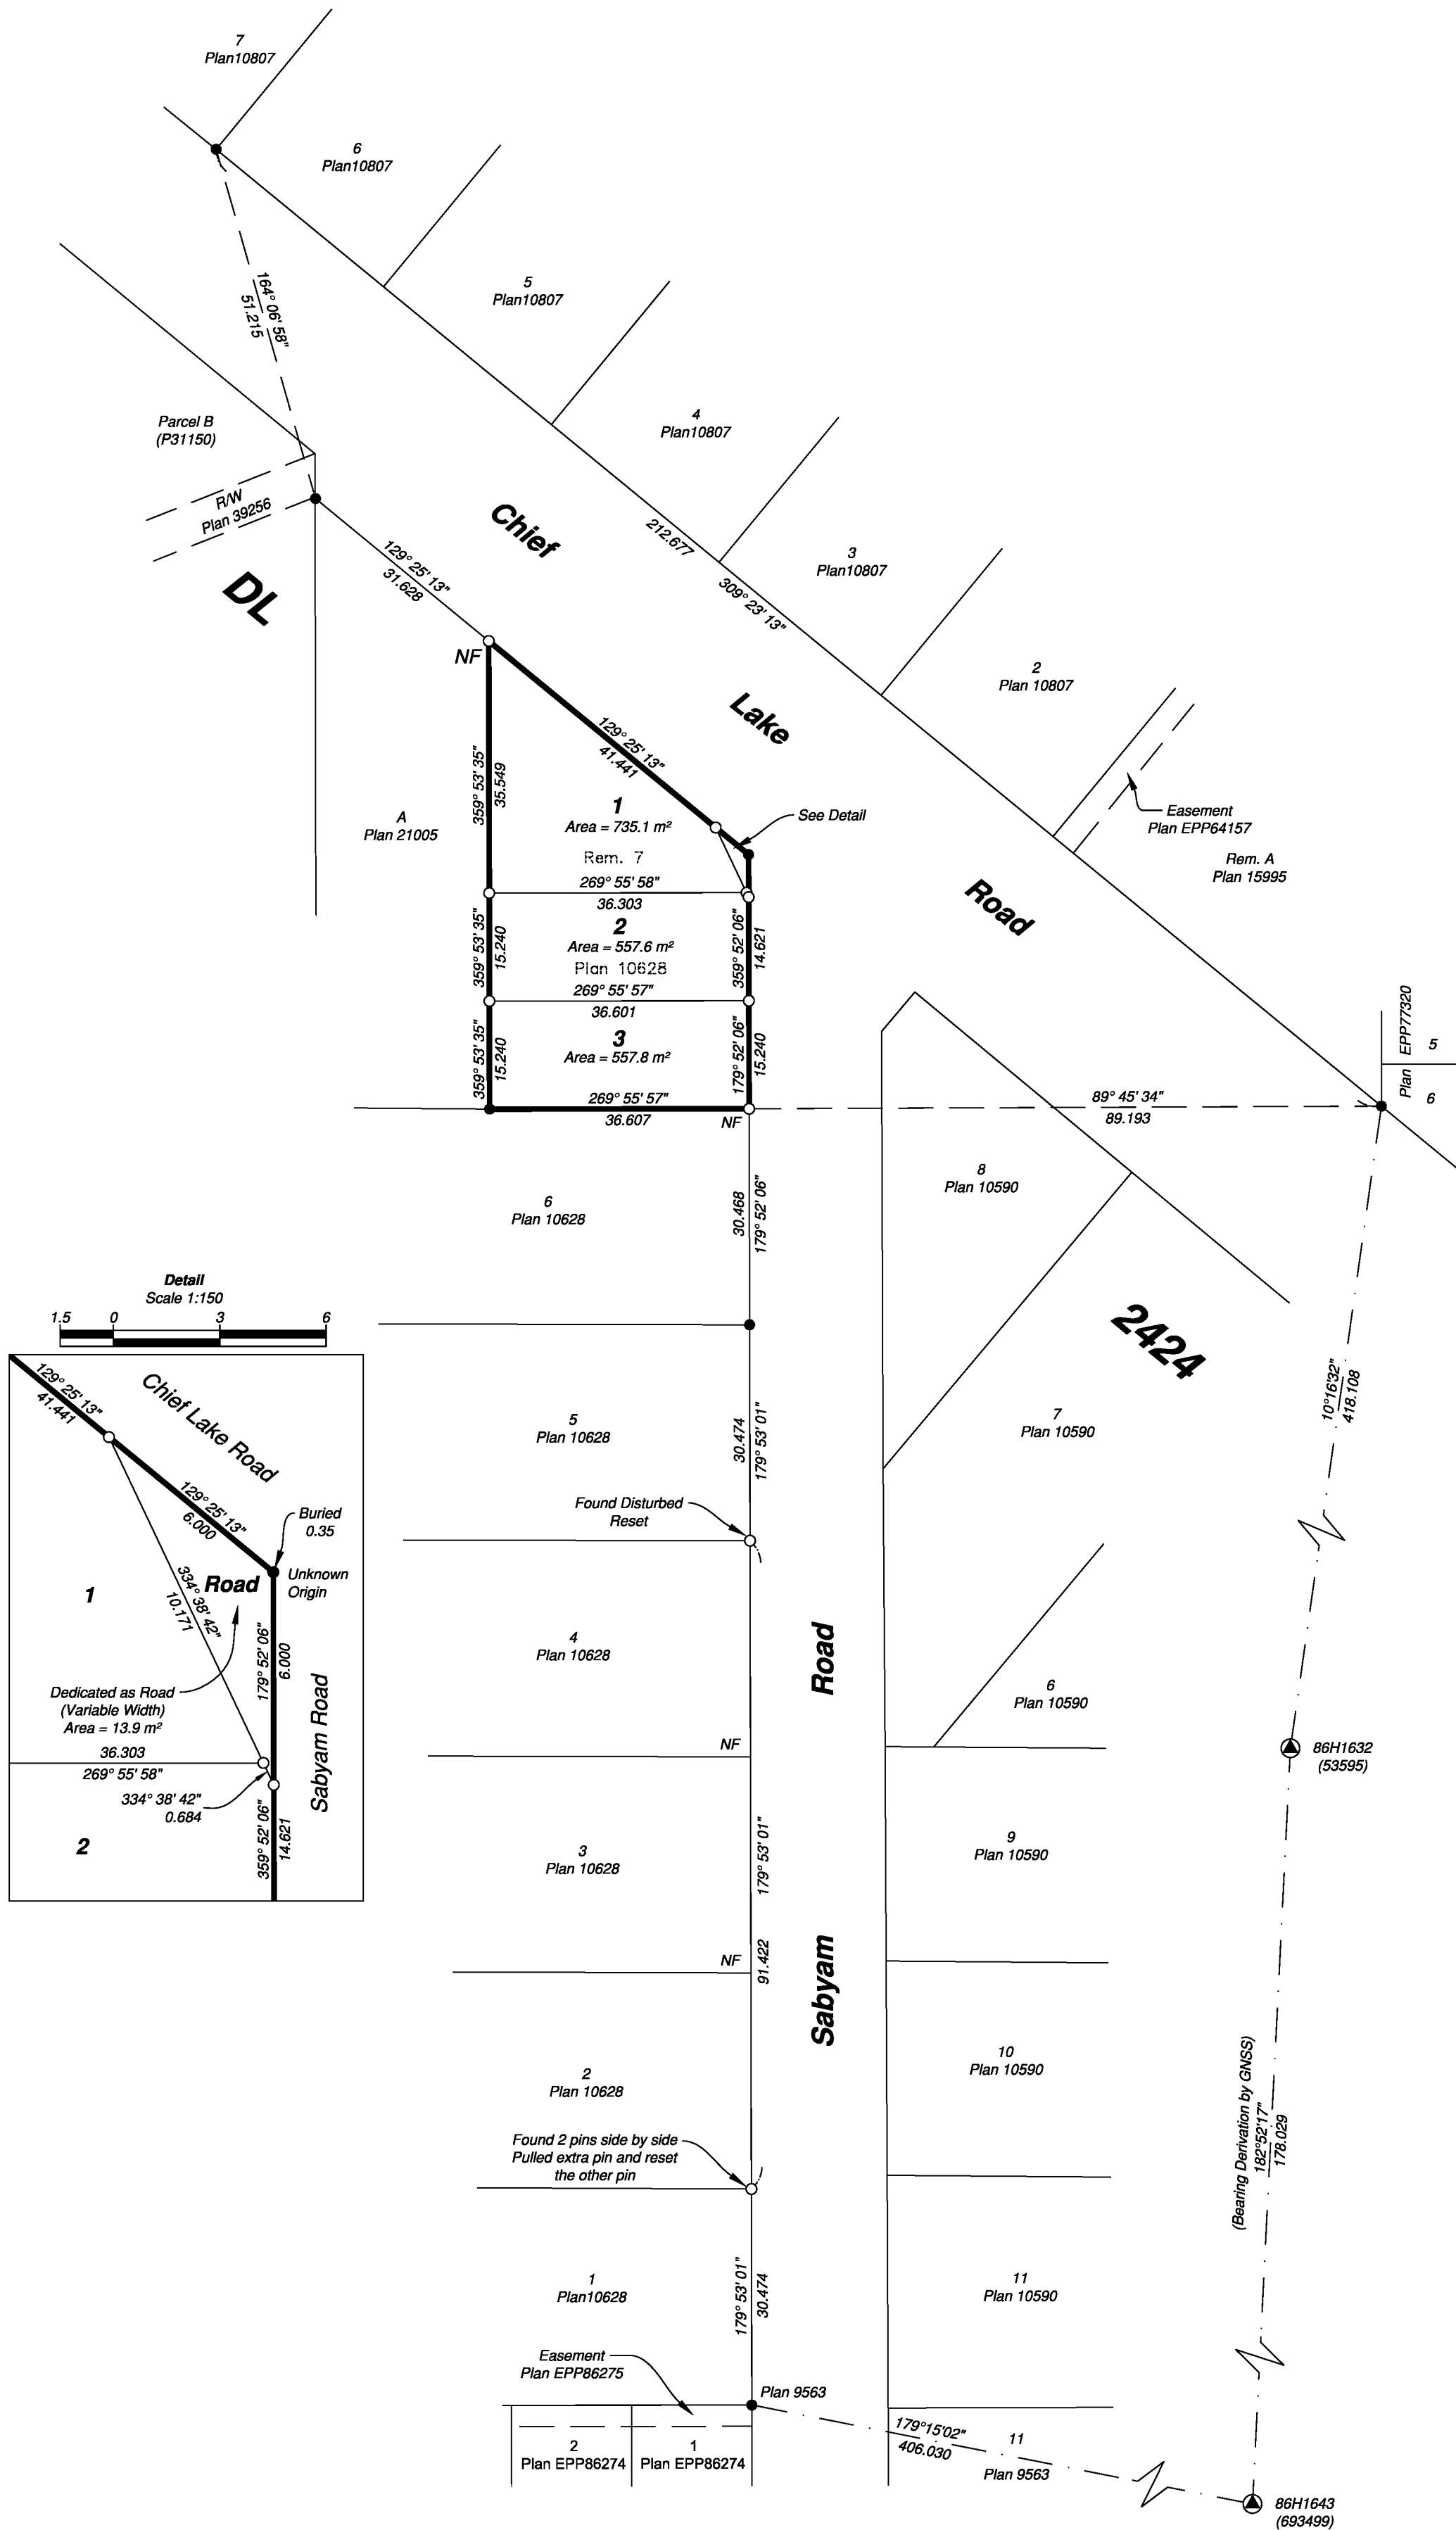 7
Plan10807
6
Plan10807
5
Plan10807
164° 06' 58"
51.215
4
Plan10807
Parcel B
(P31150)
R/W
Plan 39256
Chief
212.677
3
Plan10807
129° 25' 13"
31.628
DL
309° 23' 13"
NF
2
Plan 10807
Lake
129° 25' 13"
41.441
359° 53' 35"
35.549
1
Area = 735.1 m²
See Detail
Easement
Plan EPP64157
A
Plan 21005
Rem. 7
Rem. A
Plan 15995
269° 55' 58"
36.303
Road
2
Area = 557.6 m²
Plan 10628
359° 53' 35"
15.240
359° 52' 06"
14.621
269° 55' 57"
36.601
3
Area = 557.8 m²
359° 53' 35"
15.240
179° 52' 06"
15.240
Plan EPP77320
5
6
269° 55' 57"
36.607
NF
89° 45' 34"
89.193
8
Plan 10590
6
Plan 10628
30.468
179° 52' 06"
Detail
Scale 1:150
1.5 0 3 6
2424
10°16'32"
418.108
129° 25' 13"
41.441
Chief Lake Road
5
Plan 10628
30.474
179° 53' 01"
7
Plan 10590
129° 25' 13"
6.000
Buried
0.35
Found Disturbed
Reset
334° 38' 42"
10.171
Road
Unknown
Origin
1
179° 52' 06"
6.000
4
Plan 10628
Road
6
Plan 10590
Dedicated as Road
(Variable Width)
Area = 13.9 m²
Sabyam Road
36.303
269° 55' 58"
334° 38' 42"
0.684
NF
86H1632
(53595)
2
359° 52' 06"
14.621
3
Plan 10628
179° 53' 01"
91.422
9
Plan 10590
NF
Sabyam
2
Plan 10628
10
Plan 10590
Found 2 pins side by side
Pulled extra pin and reset
the other pin
(Bearing Derivation by GNSS)
182°52'17"
178.029
1
Plan10628
179° 53' 01"
30.474
11
Plan 10590
Easement
Plan EPP86275
Plan 9563
179°15'02"
406.030
11
Plan 9563
2
Plan EPP86274
1
Plan EPP86274
86H1643
(693499)